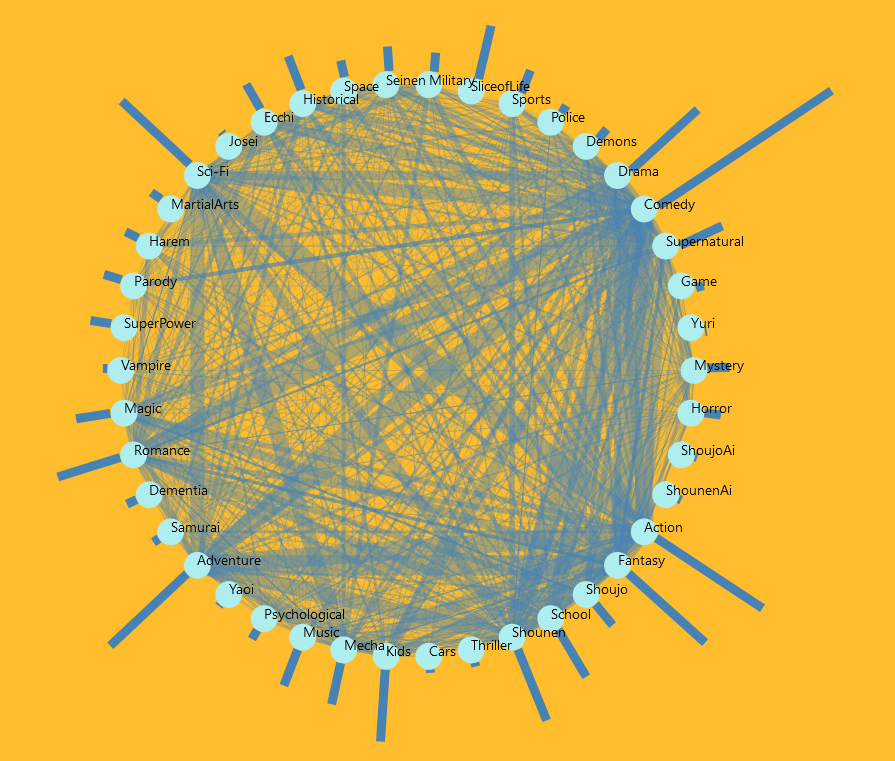 Seinen
Military
SliceofLife
Space
Historical
Sports
Ecchi
Police
Josei
Demons
Sci-Fi
Drama
MartialArts
Comedy
Harem
Supernatural
Parody
Game
SuperPower
Yuri
Vampire
Mystery
Magic
Horror
Romance
ShoujoAi
Dementia
ShounenAi
Samurai
Action
Adventure
Fantasy
Yaoi
Shoujo
Psychological
School
Music
Shounen
Mecha
Thriller
Kids
Cars